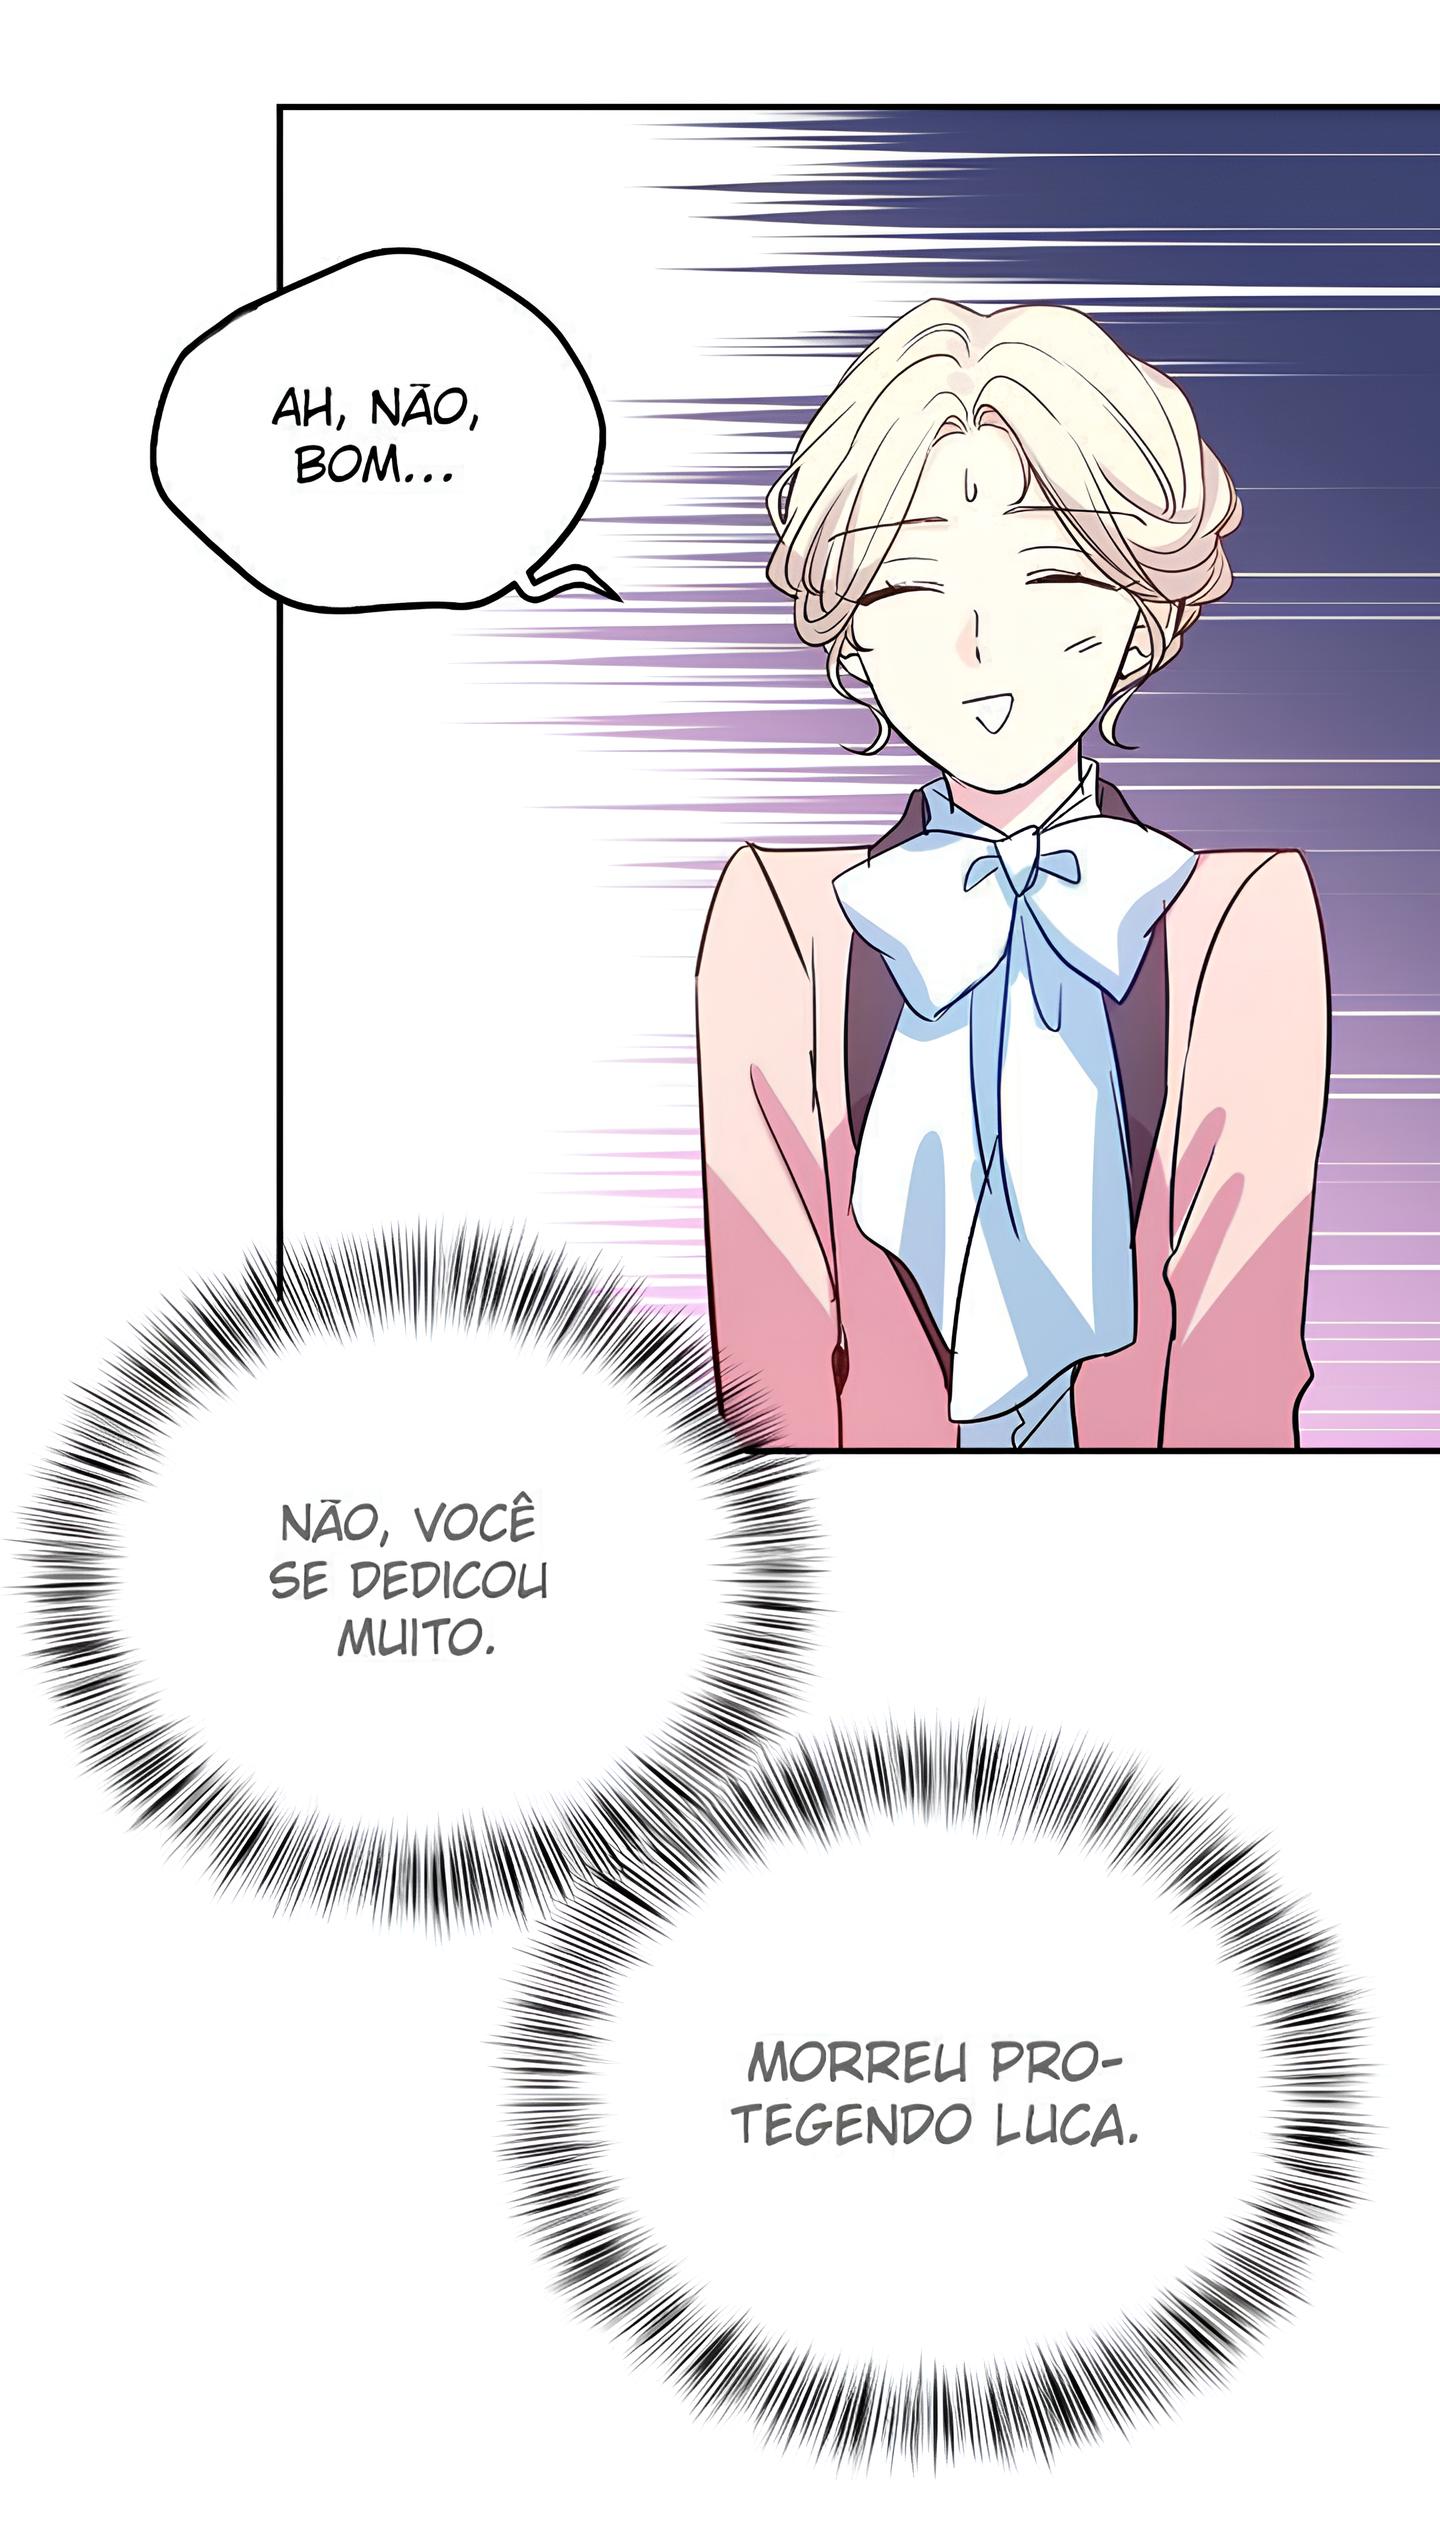 AH, NÃO,
BOM...
NÃO, VOCÊ
SE DEDICOU
MUITO.
MORREU PRO-
TEGENDO LUCA.